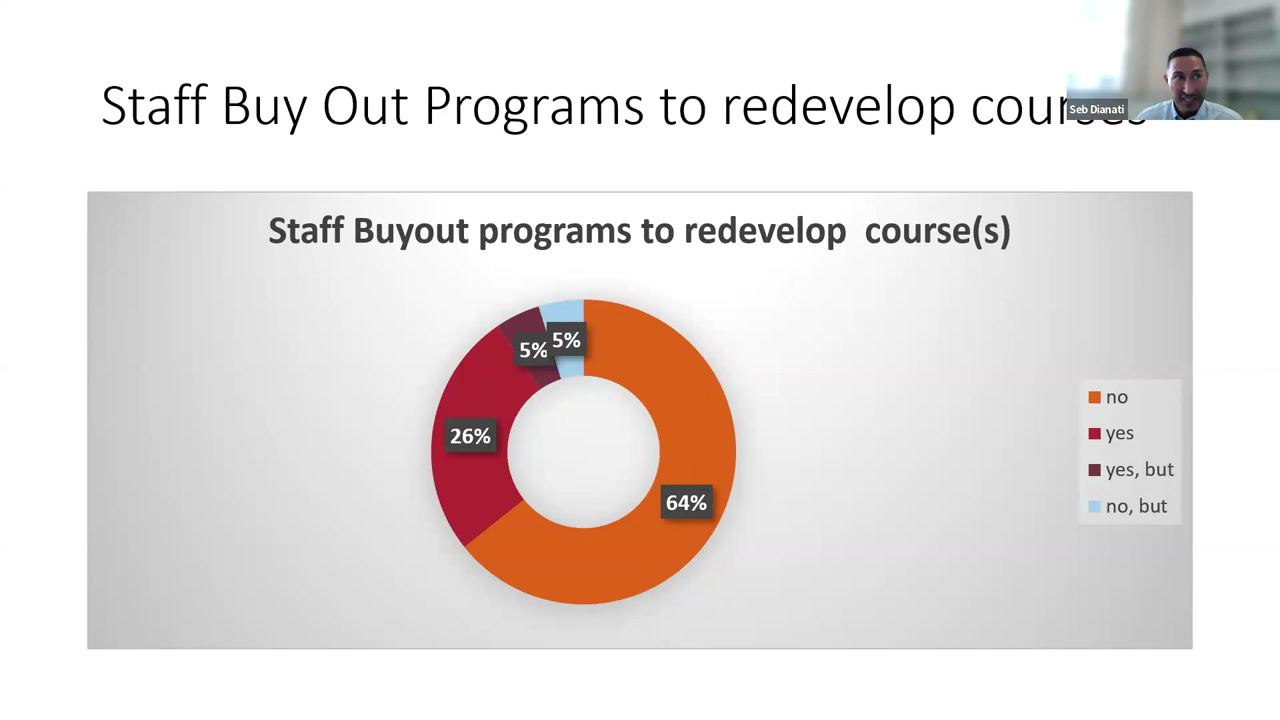 Staff Buy Out Programs to redevelop courses
Seb Dianati
Staff Buyout programs to redevelop course(s)
5%
5%
26%
64%
no
yes
yes, but
no, but